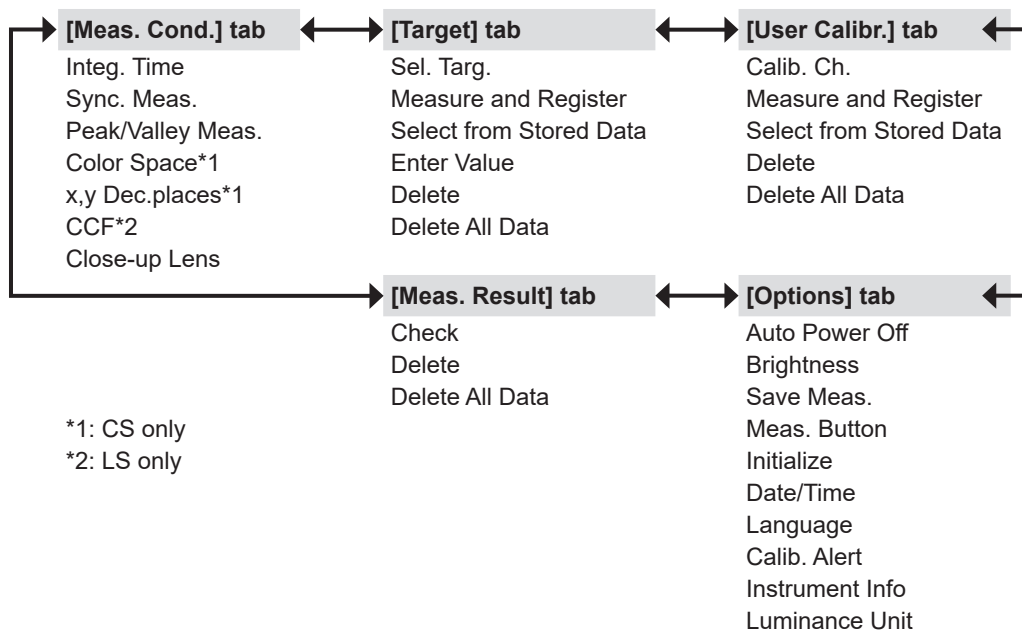 [Meas. Cond.] tab
Integ. Time
Sync. Meas.
Peak/Valley Meas.
Color Space*1
x,y Dec.places*1
CCF*2
Close-up Lens
[Target] tab
Sel. Targ.
Measure and Register
Select from Stored Data
Enter Value
Delete
Delete All Data
[User Calibr.] tab
Calib. Ch.
Measure and Register
Select from Stored Data
Delete
Delete All Data
[Meas. Result] tab
Check
Delete
Delete All Data
[Options] tab
Auto Power Off
Brightness
Save Meas.
Meas. Button
Initialize
Date/Time
Language
Calib. Alert
Instrument Info
Luminance Unit
*1: CS only
*2: LS only